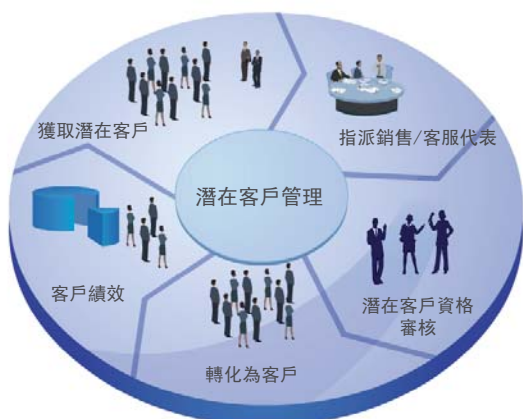 獲取潛在客戶
指派銷售/客服代表
潛在客戶管理
客戶績效
潛在客戶資格
審核
轉化為客戶